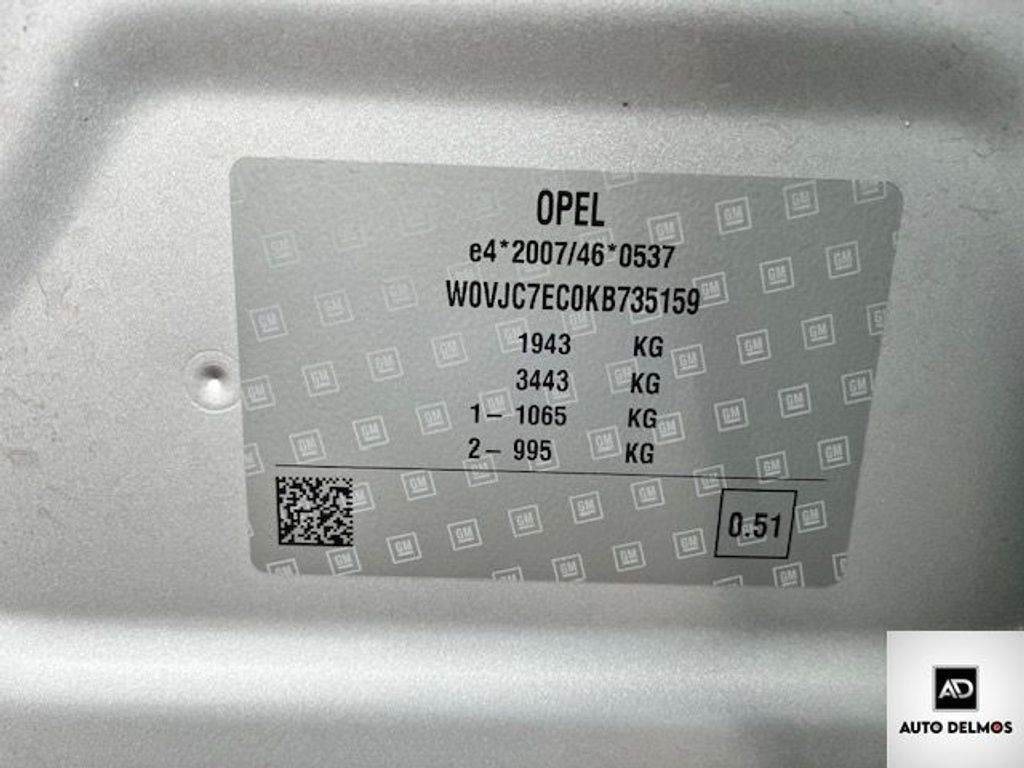 OPEL
e4*2007/46*0537
W0VJC7EC0KB735159
1943 KG
3443 KG
1- 1065 KG
2- 995 KG
0.51
GM
AD
AUTO DELMOS